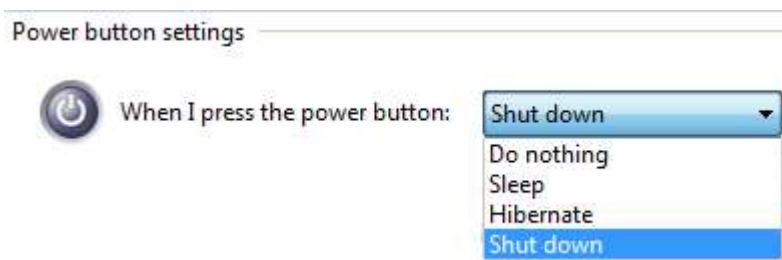 Power button settings
When I press the power button: Shut down
Do nothing
Sleep
Hibernate
Shut down